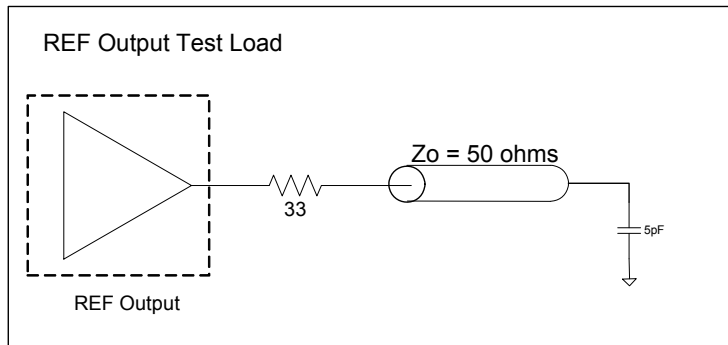 REF Output Test Load
Zo = 50 ohms
33
5pF
REF Output